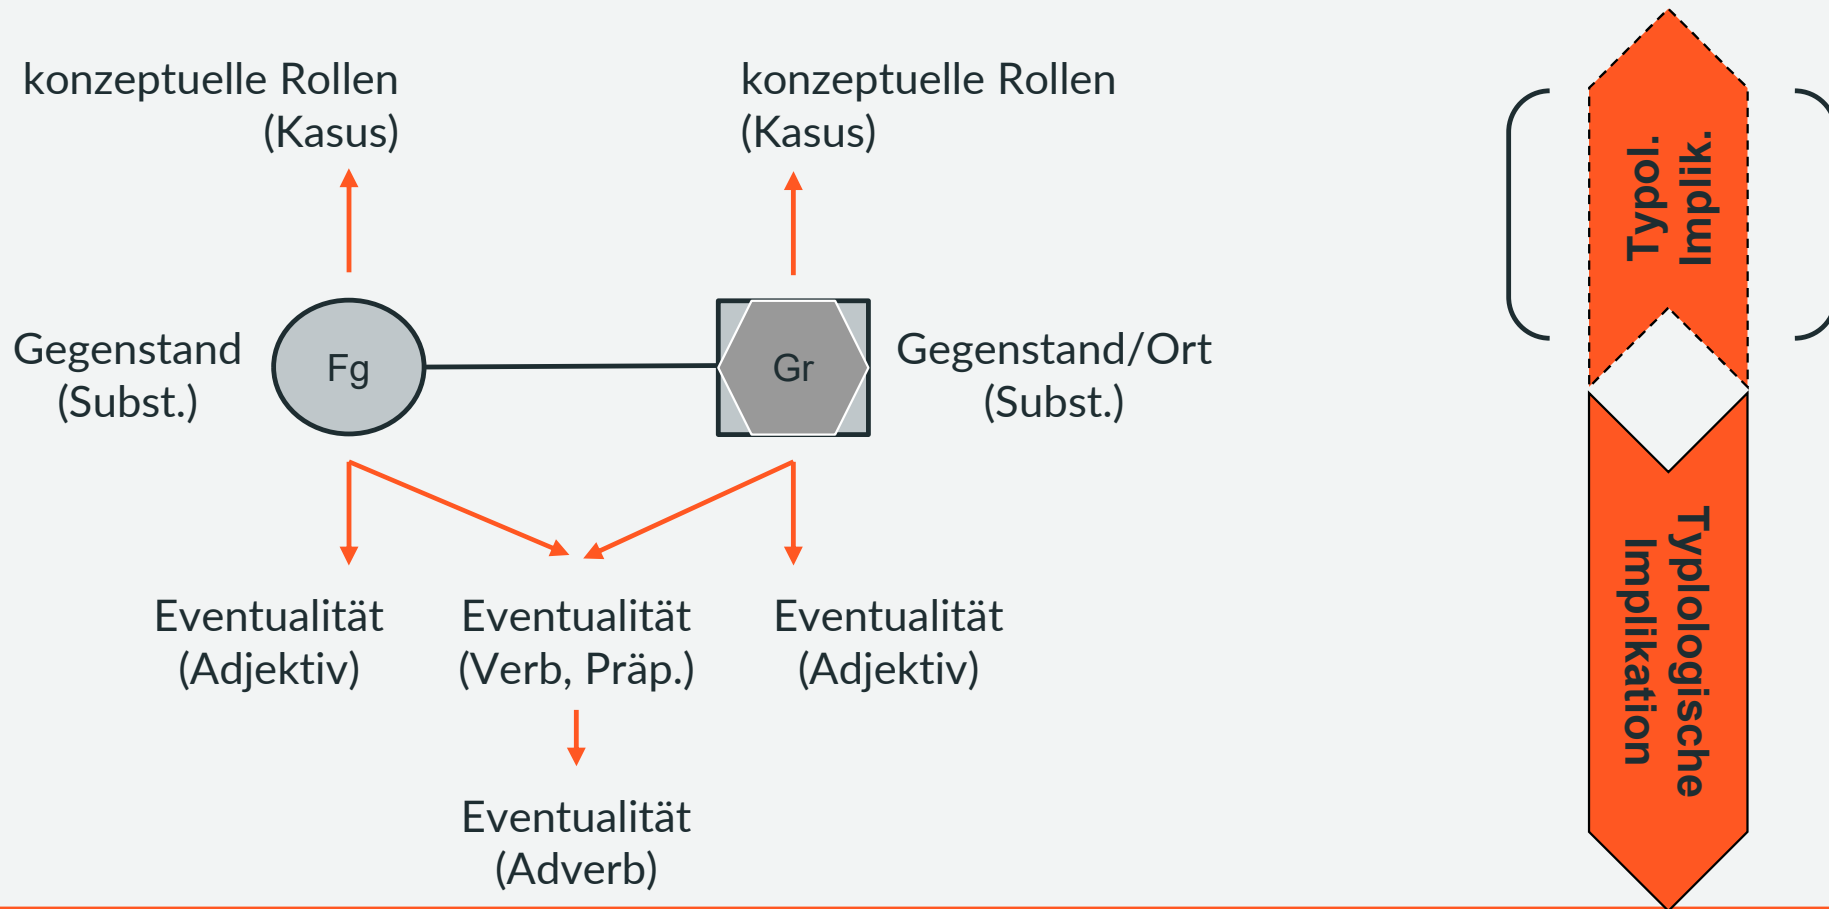 konzeptuelle Rollen
(Kasus)
konzeptuelle Rollen
(Kasus)
Gegenstand
(Subst.)
Fg
Gr
Gegenstand/Ort
(Subst.)
Eventualität
(Adjektiv)
Eventualität
(Verb, Präp.)
Eventualität
(Adjektiv)
Eventualität
(Adverb)
Typol.
Implik.
Typlologische
Implikation